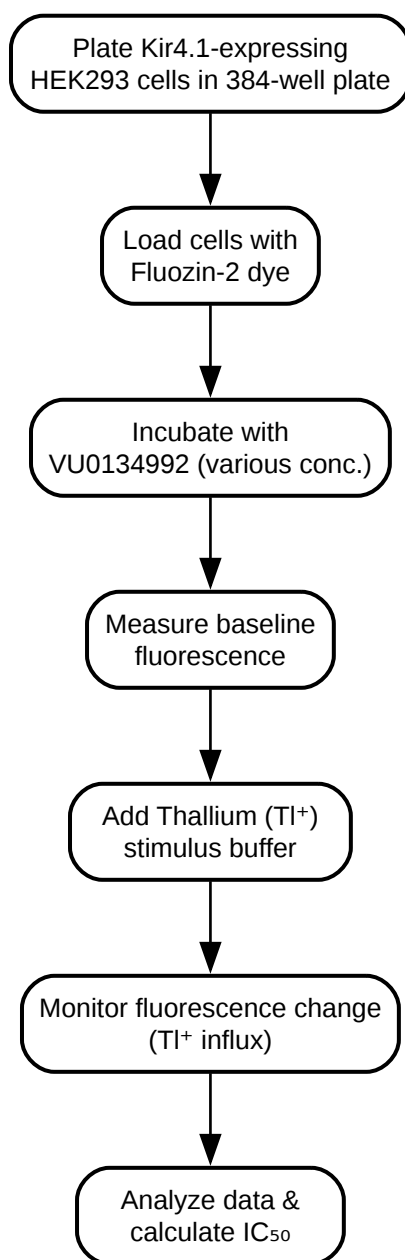 Plate Kir4.1-expressing
HEK293 cells in 384-well plate
Load cells with
Fluozin-2 dye
Incubate with
VU0134992 (various conc.)
Measure baseline
fluorescence
Add Thallium (Tl⁺)
stimulus buffer
Monitor fluorescence change
(Tl⁺ influx)
Analyze data &
calculate IC₅₀